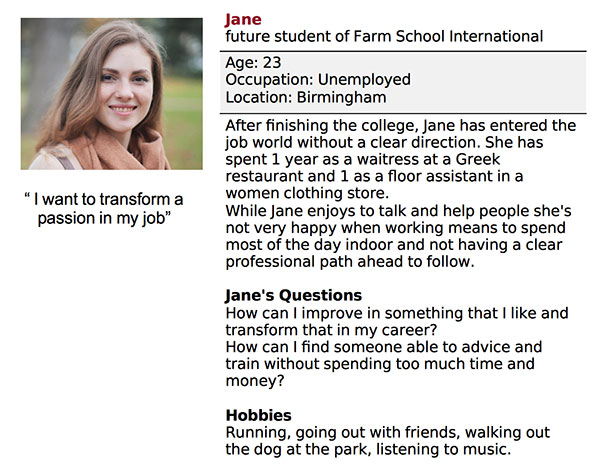 Jane
future student of Farm School International
Age: 23
Occupation: Unemployed
Location: Birmingham
After finishing the college, Jane has entered the
job world without a clear direction. She has
spent 1 year as a waitress at a Greek
restaurant and 1 as a floor assistant in a
women clothing store.
While Jane enjoys to talk and help people she's
not very happy when working means to spend
most of the day indoor and not having a clear
professional path ahead to follow.
“ I want to transform a
passion in my job”
Jane's Questions
How can I improve in something that I like and
transform that in my career?
How can I find someone able to advice and
train without spending too much time and
money?
Hobbies
Running, going out with friends, walking out
the dog at the park, listening to music.